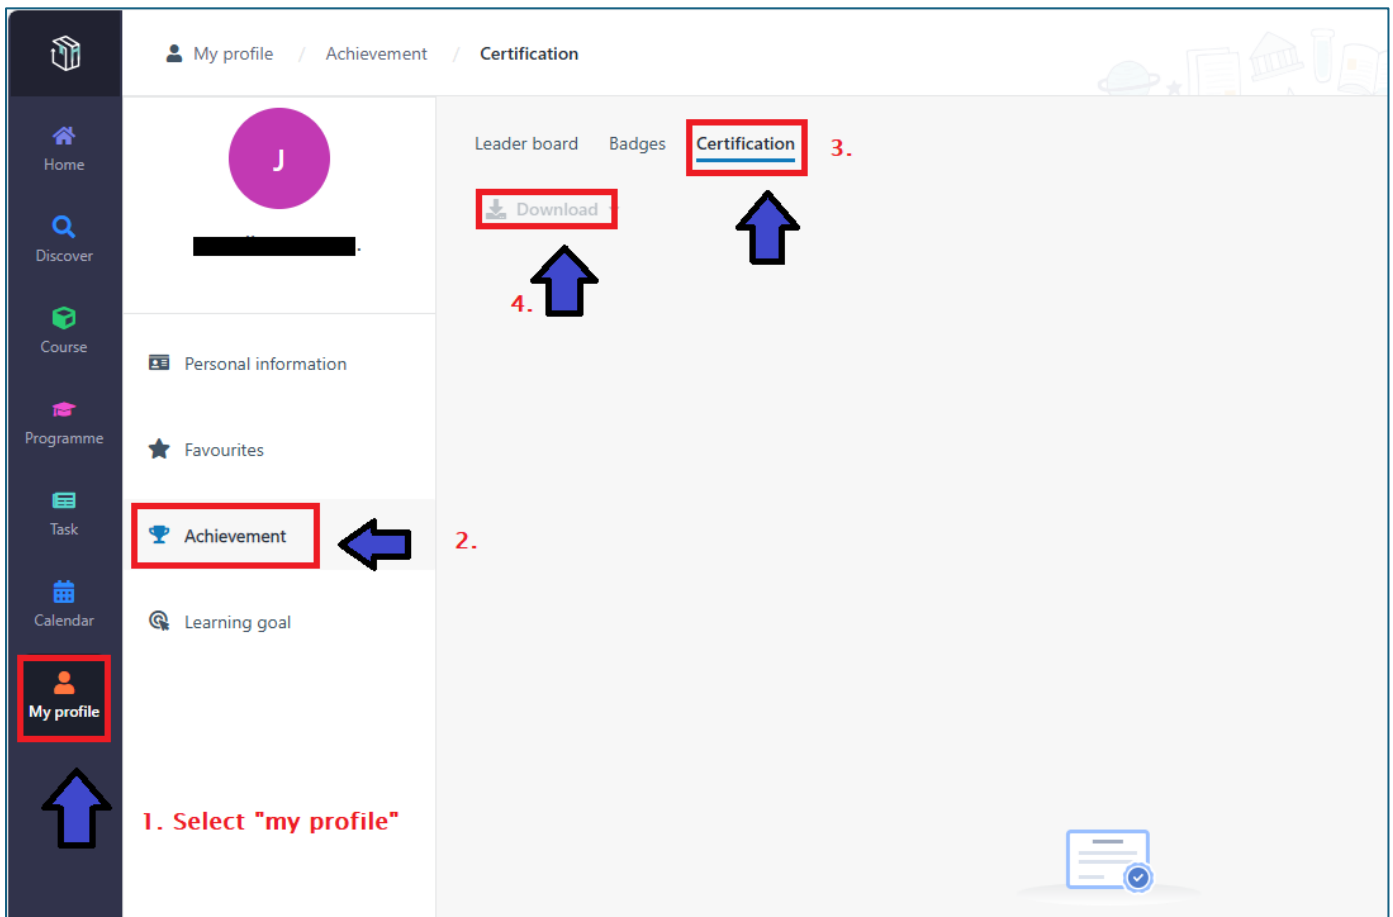 My profile / Achievement / Certification
Home
Discover
Course
Programme
Task
Calendar
My profile
J
Personal information
Favourites
Achievement
2.
Learning goal
1. Select "my profile"
Leader board Badges Certification 3.
Download
4.